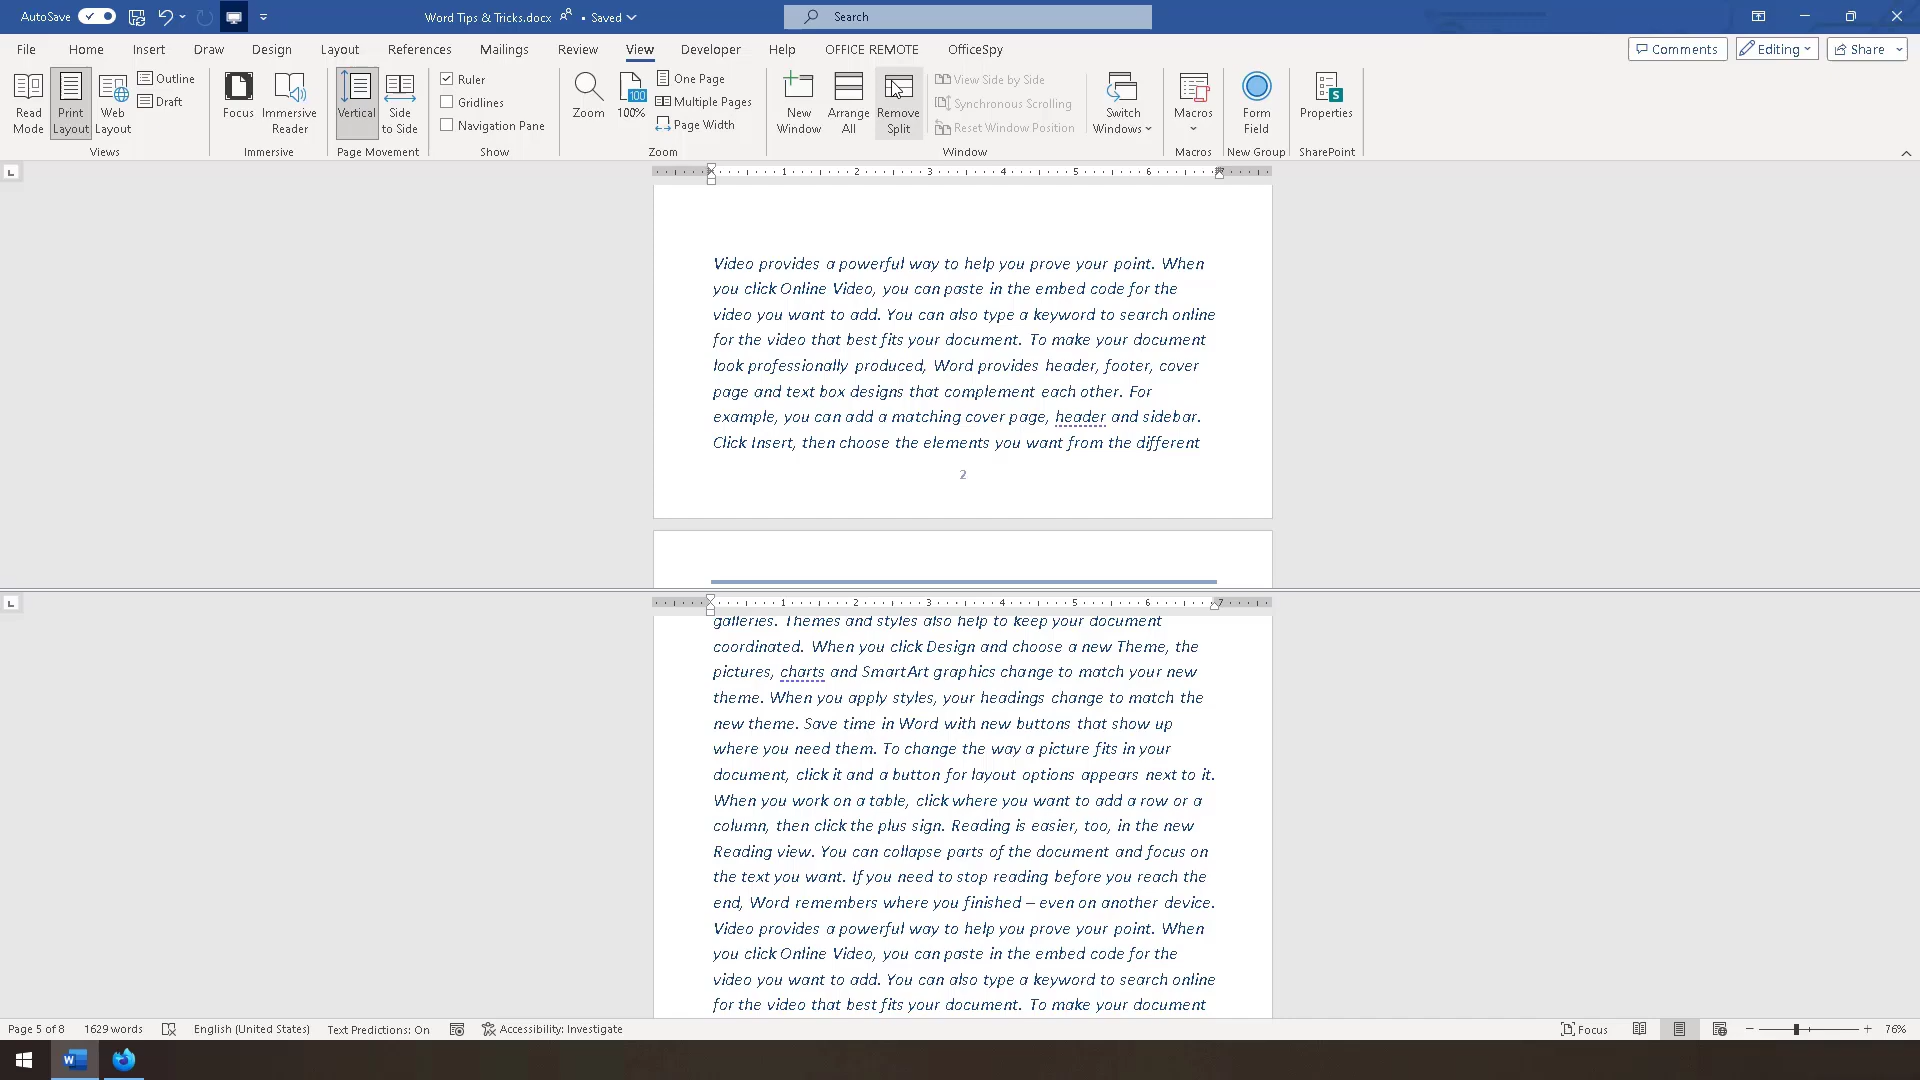 AutoSave
Word Tips & Tricks.docx • Saved
Search
File Home Insert Draw Design Layout References Mailings Review View Developer Help OFFICE REMOTE OfficeSpy
Comments Editing Share
Read Mode
Print Layout
Web Layout
Outline
Draft
Views
Focus
Immersive Reader
Immersive
Vertical
Side to Side
Page Movement
Ruler
Gridlines
Navigation Pane
Show
Zoom
100
100%
One Page
Multiple Pages
Page Width
Zoom
New Window
Arrange All
Remove Split
View Side by Side
Synchronous Scrolling
Reset Window Position
Switch Windows
Window
Macros
Macros
Form Field
New Group
Properties
SharePoint
1 2 3 4 5 6
Video provides a powerful way to help you prove your point. When
you click Online Video, you can paste in the embed code for the
video you want to add. You can also type a keyword to search online
for the video that best fits your document. To make your document
look professionally produced, Word provides header, footer, cover
page and text box designs that complement each other. For
example, you can add a matching cover page, header and sidebar.
Click Insert, then choose the elements you want from the different
2
1 2 3 4 5 6 7
galleries. Themes and styles also help to keep your document
coordinated. When you click Design and choose a new Theme, the
pictures, charts and SmartArt graphics change to match your new
theme. When you apply styles, your headings change to match the
new theme. Save time in Word with new buttons that show up
where you need them. To change the way a picture fits in your
document, click it and a button for layout options appears next to it.
When you work on a table, click where you want to add a row or a
column, then click the plus sign. Reading is easier, too, in the new
Reading view. You can collapse parts of the document and focus on
the text you want. If you need to stop reading before you reach the
end, Word remembers where you finished – even on another device.
Video provides a powerful way to help you prove your point. When
you click Online Video, you can paste in the embed code for the
video you want to add. You can also type a keyword to search online
for the video that best fits your document. To make your document
Page 5 of 8 1629 words English (United States) Text Predictions: On Accessibility: Investigate
Focus 76%